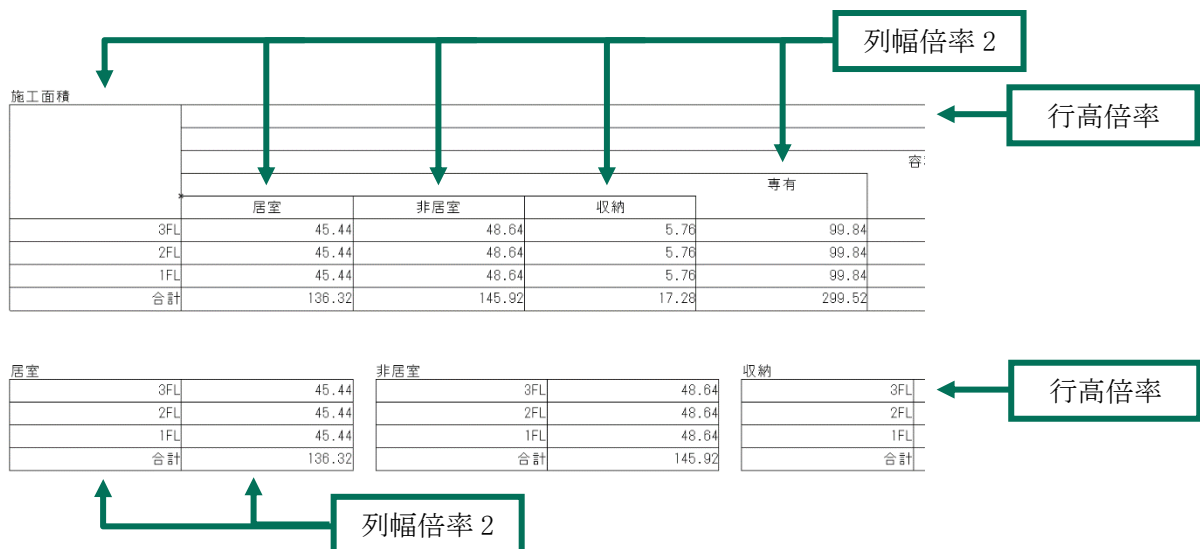 列幅倍率 2
施工面積
行高倍率
容
専有
居室 非居室 収納
3FL 45.44 48.64 5.76 99.84
2FL 45.44 48.64 5.76 99.84
1FL 45.44 48.64 5.76 99.84
合計 136.32 145.92 17.28 299.52
居室 非居室 収納
3FL 45.44 3FL 48.64 3FL
行高倍率
2FL 45.44 2FL 48.64 2FL
1FL 45.44 1FL 48.64 1FL
合計 136.32 合計 145.92 合計
列幅倍率 2